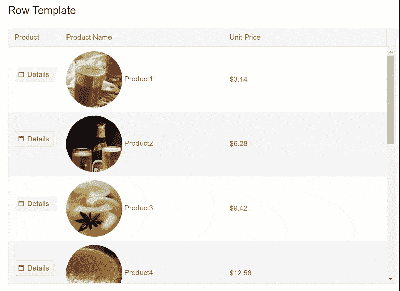 Row Template
Product Product Name Unit Price
Details Product1 $3.14
Details Product2 $6.28
Details Product3 $9.42
Details Product4 $12.56